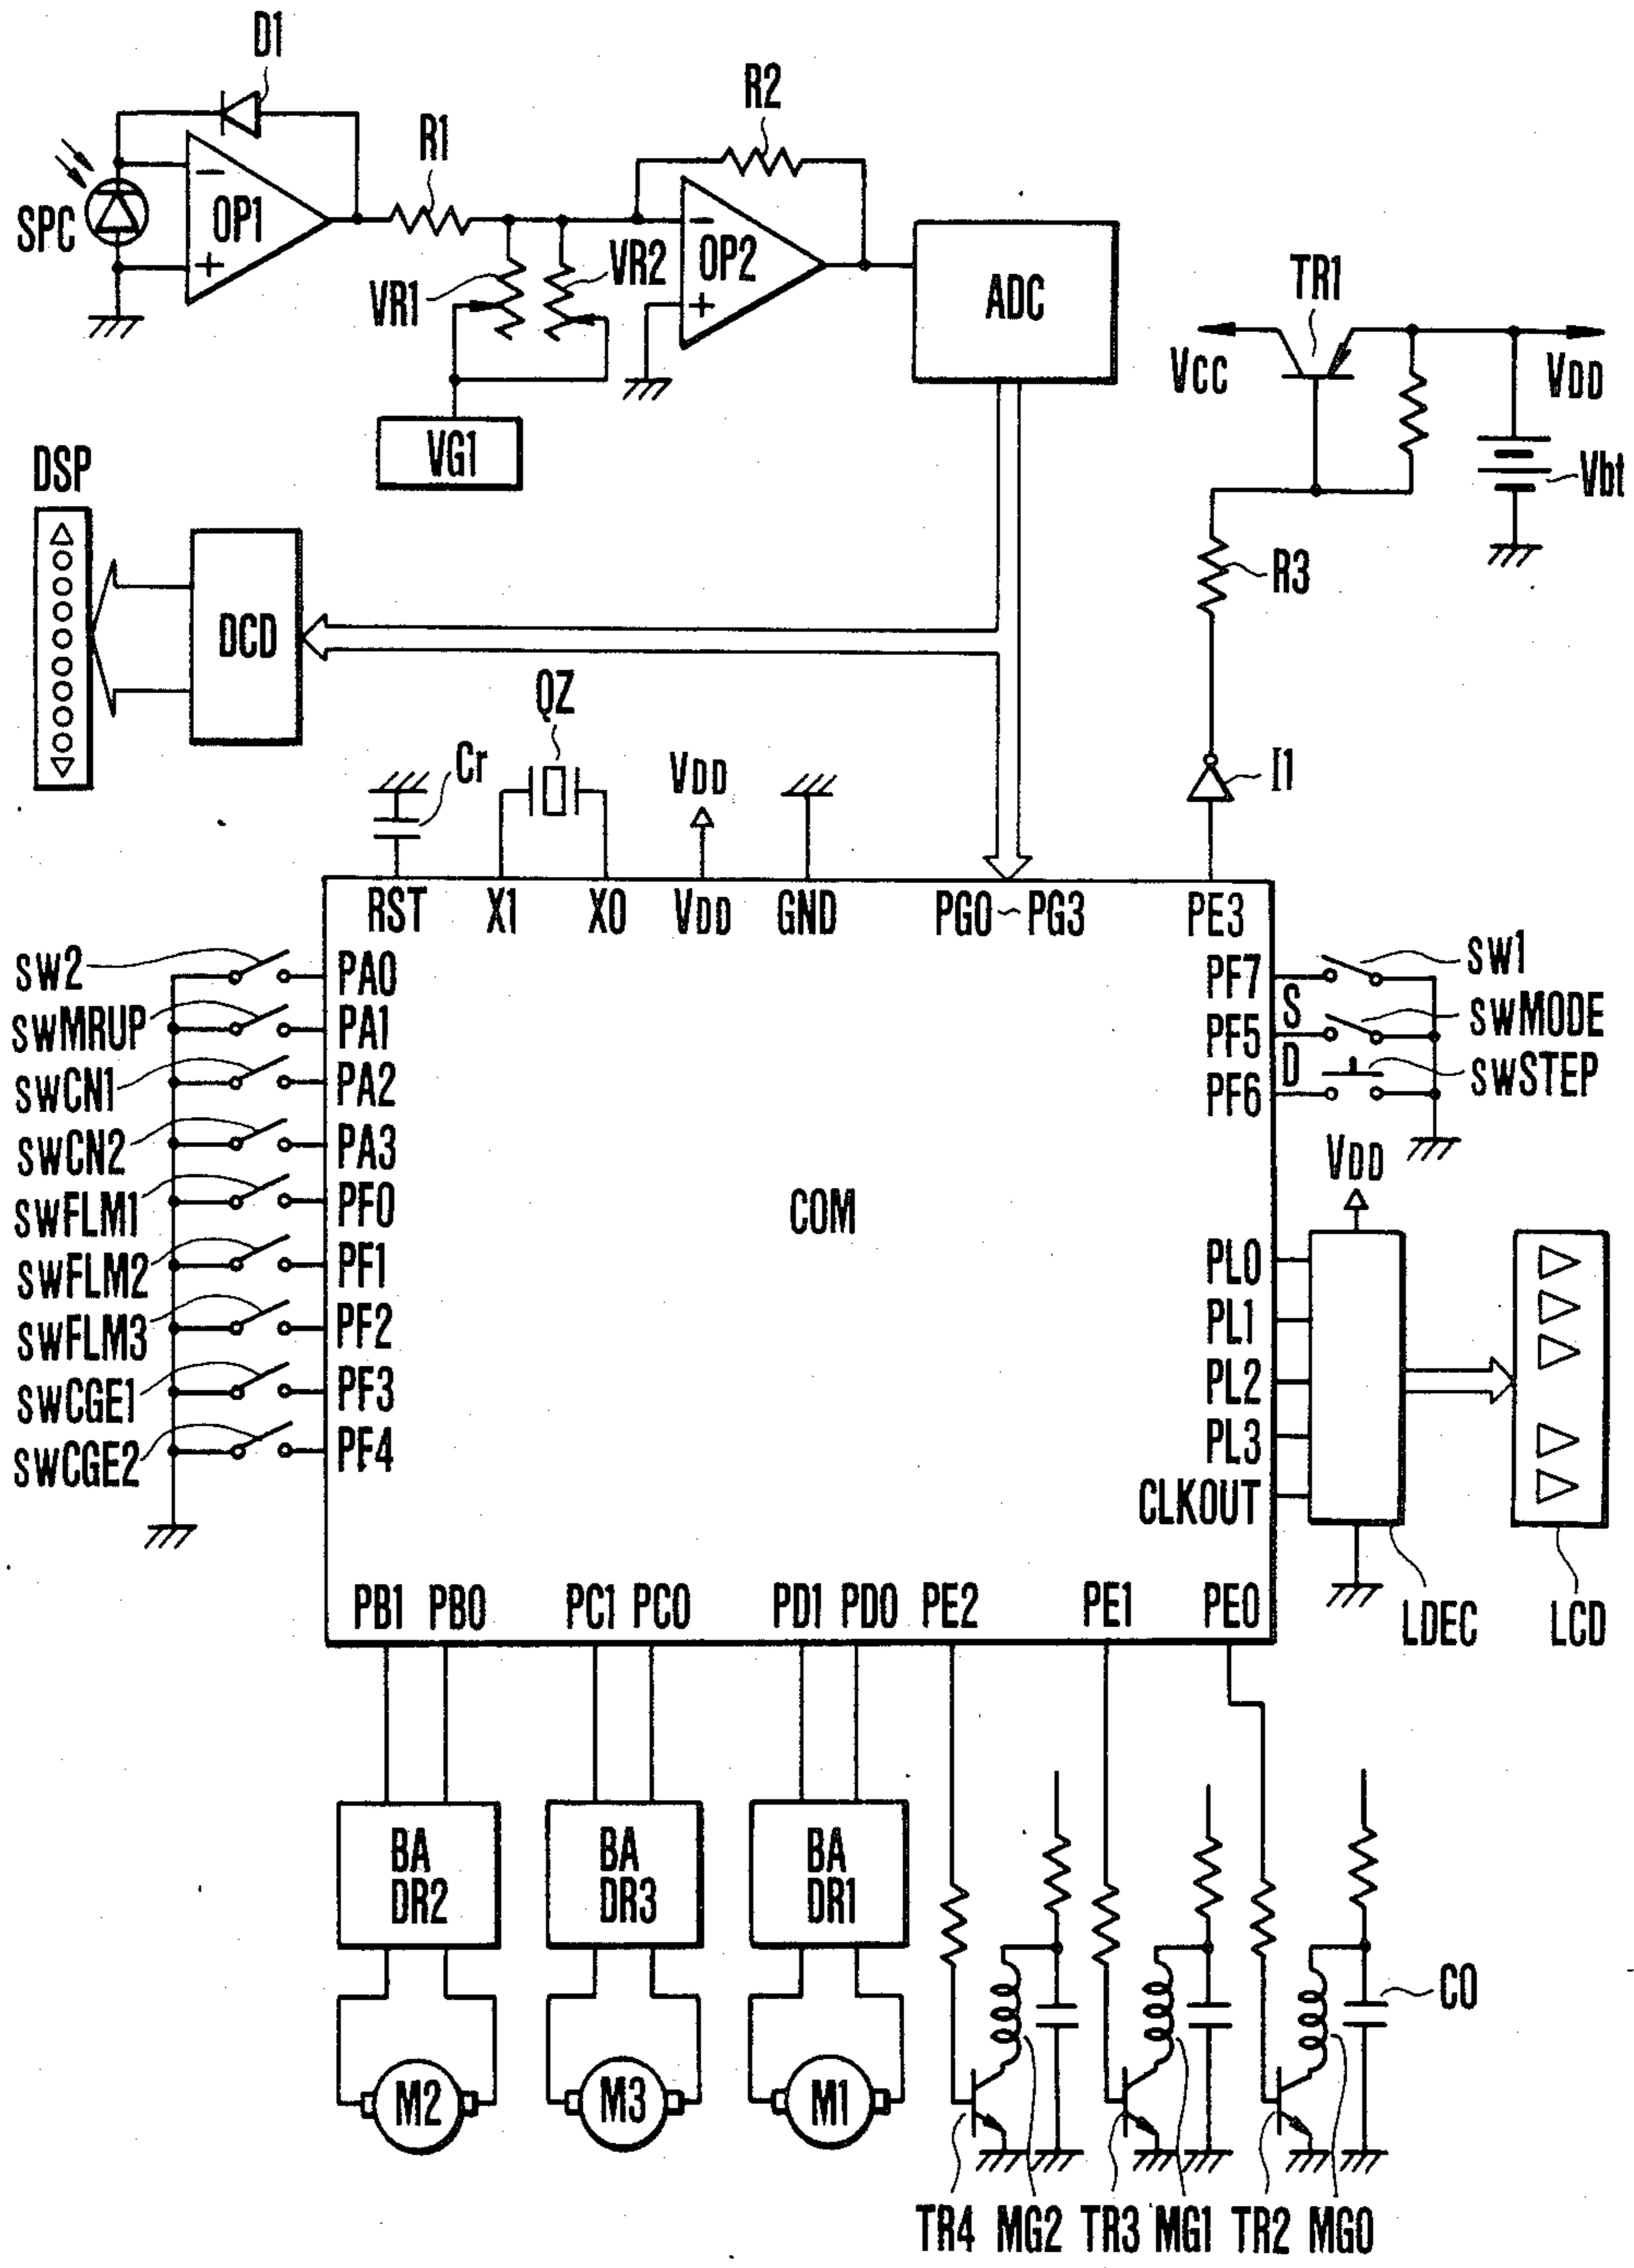 D1
R1
R2
SPC
−
OP1
+
VR1
VR2
−
OP2
+
ADC
TR1
VCC
VDD
VG1
Vbt
DSP
DCD
R3
QZ
Cr
VDD
I1
RST X1 X0 VDD GND PG0~PG3 PE3
SW2 PA0
SWMRUP PA1
SWCN1 PA2
SWCN2 PA3
SWFLM1 PF0
SWFLM2 PF1
SWFLM3 PF2
SWCGE1 PF3
SWCGE2 PF4
COM
PF7 SW1
S
PF5 SWMODE
D
PF6 SWSTEP
VDD
PL0
PL1
PL2
PL3
CLKOUT
LDEC LCD
PB1 PB0 PC1 PC0 PD1 PD0 PE2 PE1 PE0
BA
DR2
BA
DR3
BA
DR1
C0
M2 M3 M1
TR4 MG2 TR3 MG1 TR2 MG0